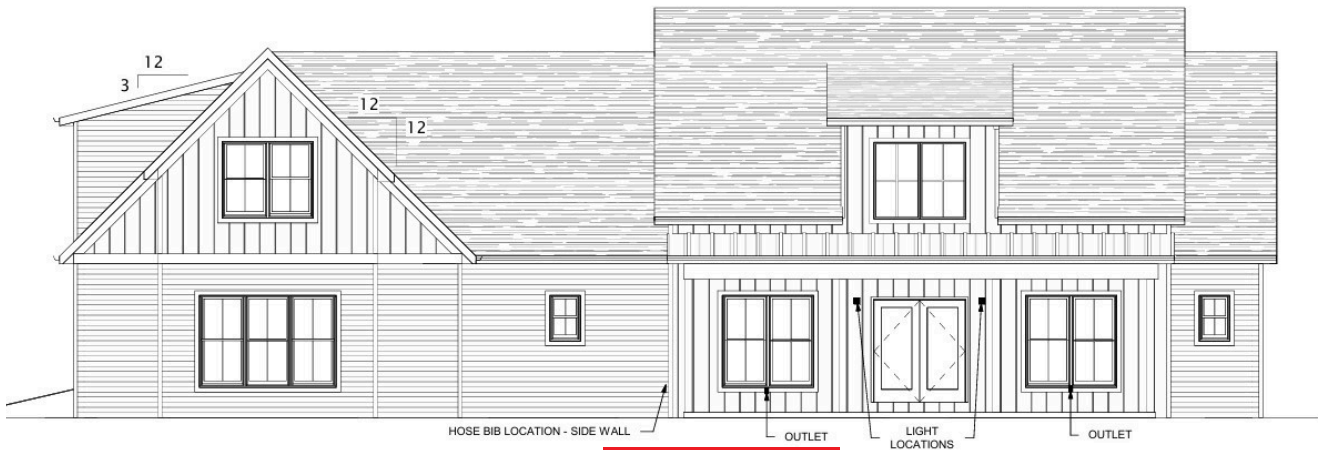 12
3
12
12
HOSE BIB LOCATION - SIDE WALL
OUTLET
LIGHT
LOCATIONS
OUTLET